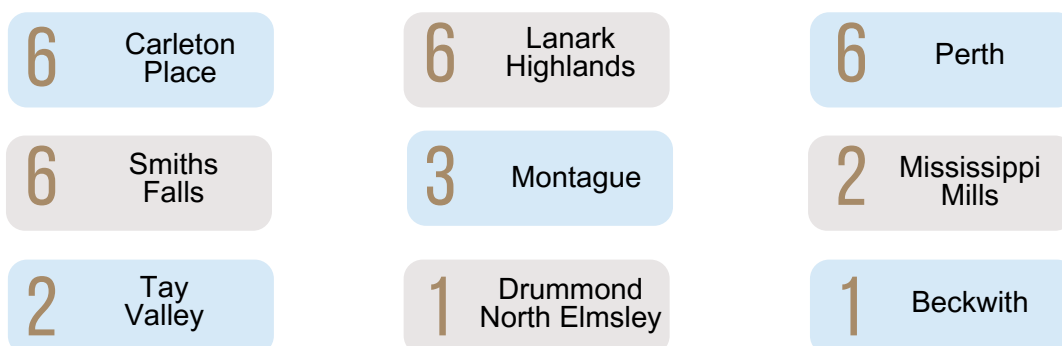 6 Carleton Place
6 Lanark Highlands
6 Perth
6 Smiths Falls
3 Montague
2 Mississippi Mills
2 Tay Valley
1 Drummond North Elmsley
1 Beckwith